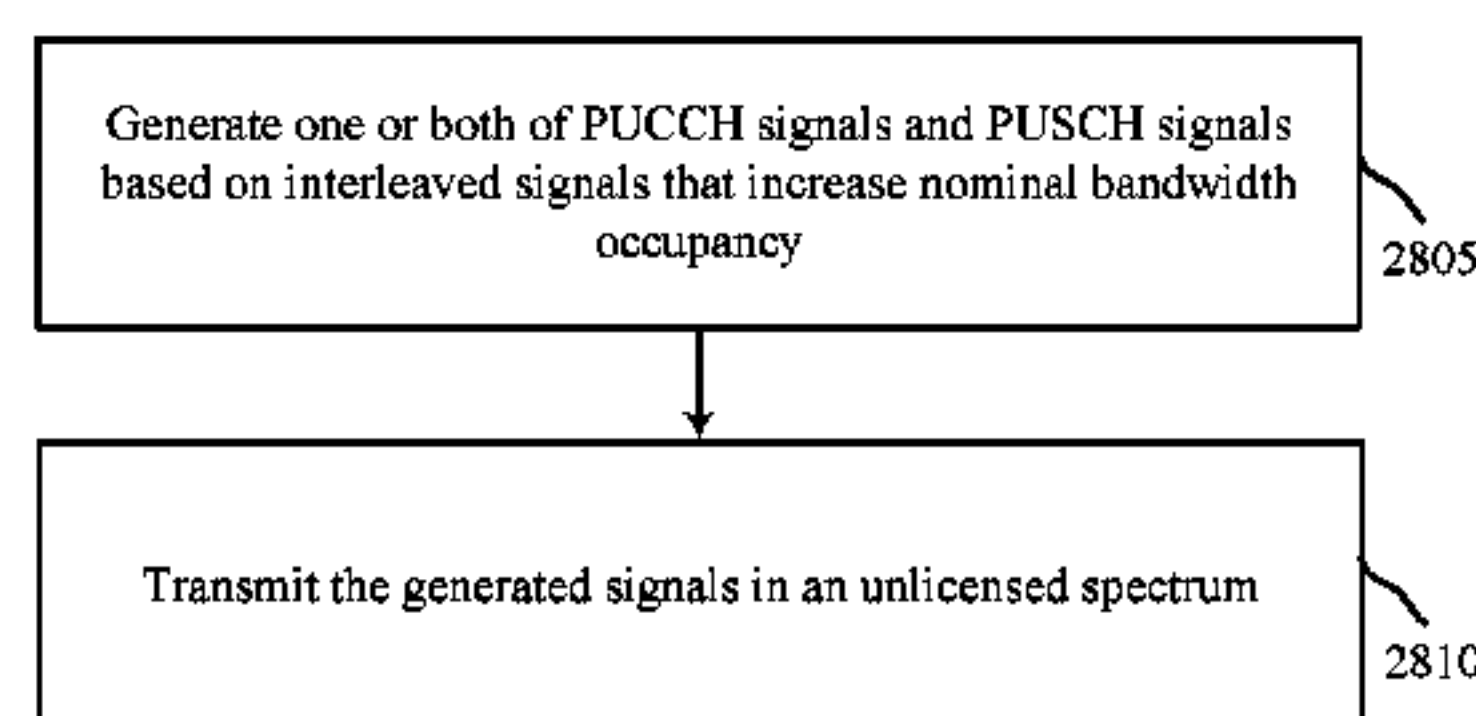 Generate one or both of PUCCH signals and PUSCH signals
based on interleaved signals that increase nominal bandwidth
occupancy
2805
Transmit the generated signals in an unlicensed spectrum
2810